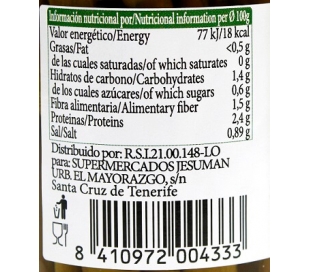 Información nutricional por/Nutricional information per Ø 100g
Valor energético/Energy 77 kJ/18 kcal
Grasas/Fat <0,5 g
de las cuales saturadas/of which saturates 0 g
Hidratos de carbono/Carbohydrates 1,4 g
de los cuales azúcares/of which sugars 0,6 g
Fibra alimentaria/Alimentary fiber 1,5 g
Proteinas/Proteins 2,4 g
Sal/Salt 0,89 g
Distribuido por: R.S.I.21.00.148-LO
para: SUPERMERCADOS JESUMAN
URB. EL MAYORAZGO, s/n
Santa Cruz de Tenerife
8 410972 004333